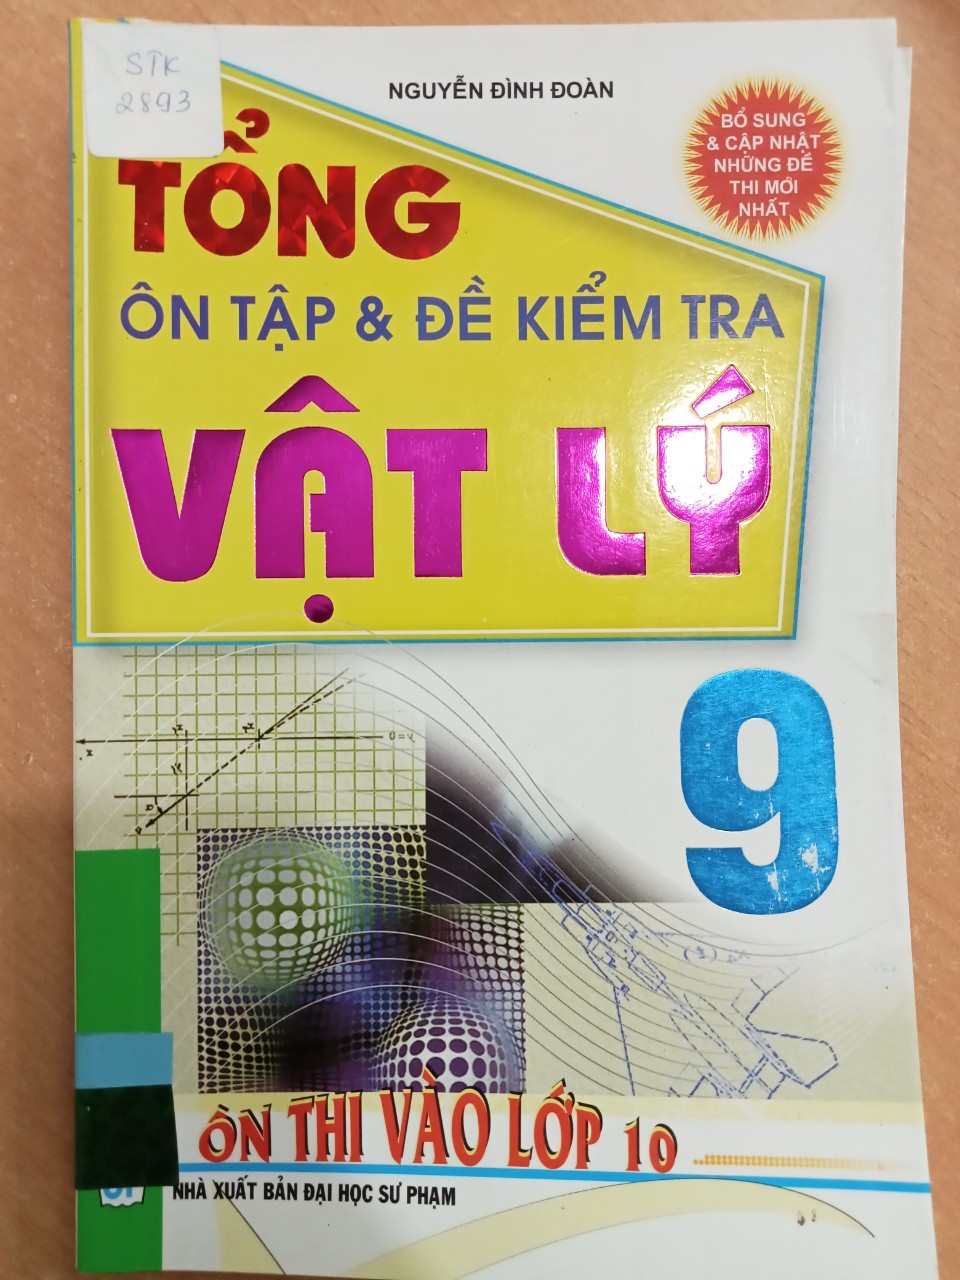 STK
2893
NGUYỄN ĐÌNH ĐOÀN
BỔ SUNG
& CẬP NHẬT
NHỮNG ĐỀ
THI MỚI
NHẤT
TỔNG
ÔN TẬP & ĐỀ KIỂM TRA
VẬT LÝ
9
ÔN THI VÀO LỚP 10
NHÀ XUẤT BẢN ĐẠI HỌC SƯ PHẠM